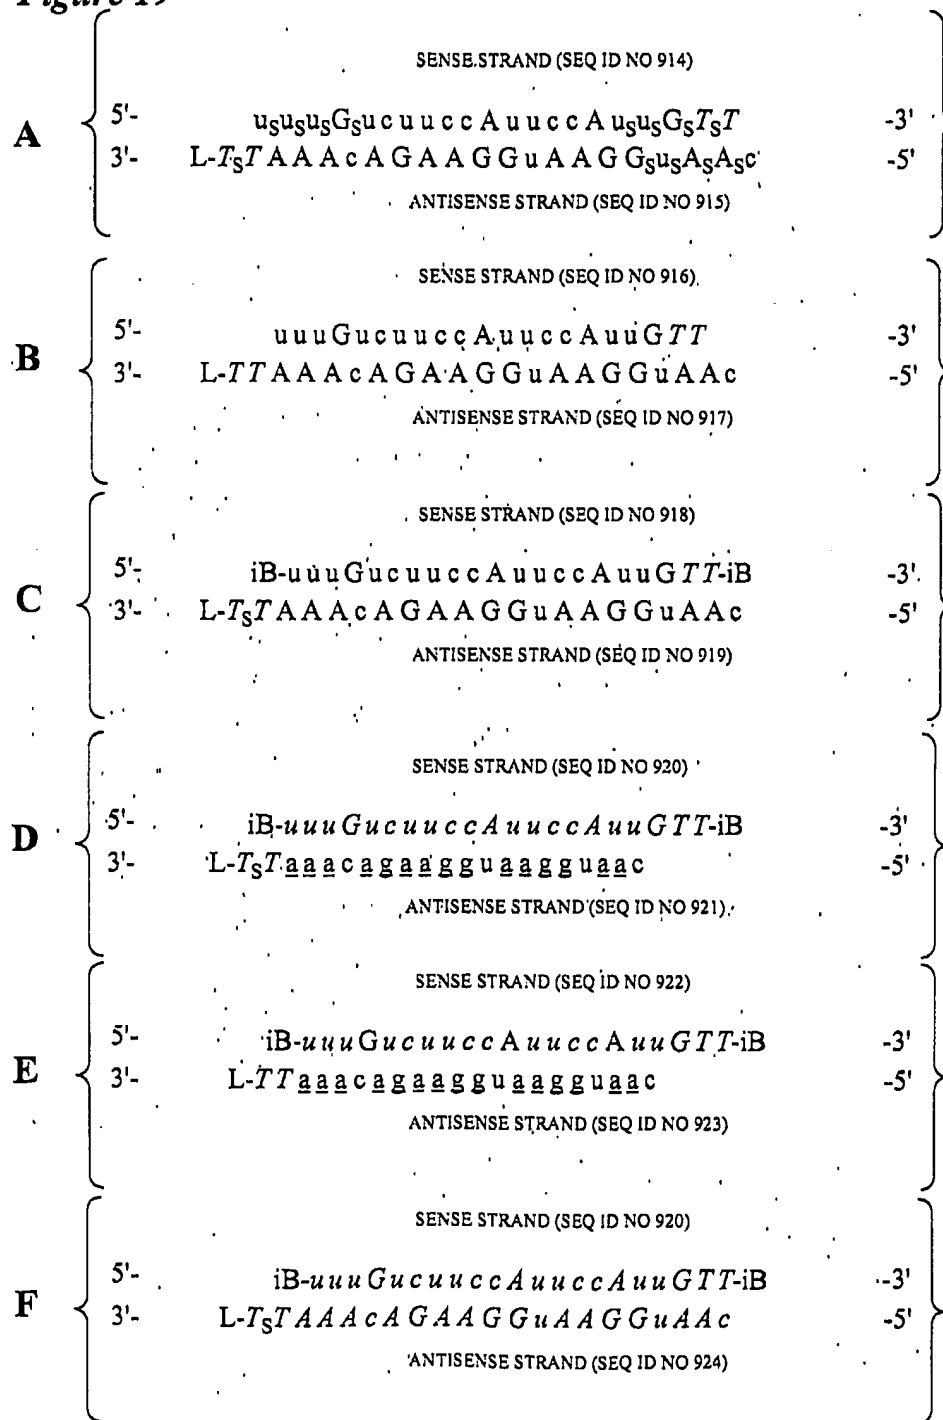 Figure 19
SENSE STRAND (SEQ ID NO 914)
A 5'- usususGsucuuccAuuccAususGsTsT -3'
3'- L-TsTAAAcAGAAGGuAAGGsusAsAsc -5'
ANTISENSE STRAND (SEQ ID NO 915)
SENSE STRAND (SEQ ID NO 916)
B 5'- uuuGucuuccAuuccAuuGTT -3'
3'- L-TTAAAcAGAAGGuAAGGuAAc -5'
ANTISENSE STRAND (SEQ ID NO 917)
SENSE STRAND (SEQ ID NO 918)
C 5'- iB-uuuGucuuccAuuccAuuGTT-iB -3'
3'- L-TsTAAAcAGAAGGuAAGGuAAc -5'
ANTISENSE STRAND (SEQ ID NO 919)
SENSE STRAND (SEQ ID NO 920)
D 5'- iB-uuuGucuuccAuuccAuuGTT-iB -3'
3'- L-TsTaaacagaagguaagguaac -5'
ANTISENSE STRAND (SEQ ID NO 921)
SENSE STRAND (SEQ ID NO 922)
E 5'- iB-uuuGucuuccAuuccAuuGTT-iB -3'
3'- L-TTaaacagaagguaagguaac -5'
ANTISENSE STRAND (SEQ ID NO 923)
SENSE STRAND (SEQ ID NO 920)
F 5'- iB-uuuGucuuccAuuccAuuGTT-iB -3'
3'- L-TsTAAAcAGAAGGuAAGGuAAc -5'
ANTISENSE STRAND (SEQ ID NO 924)